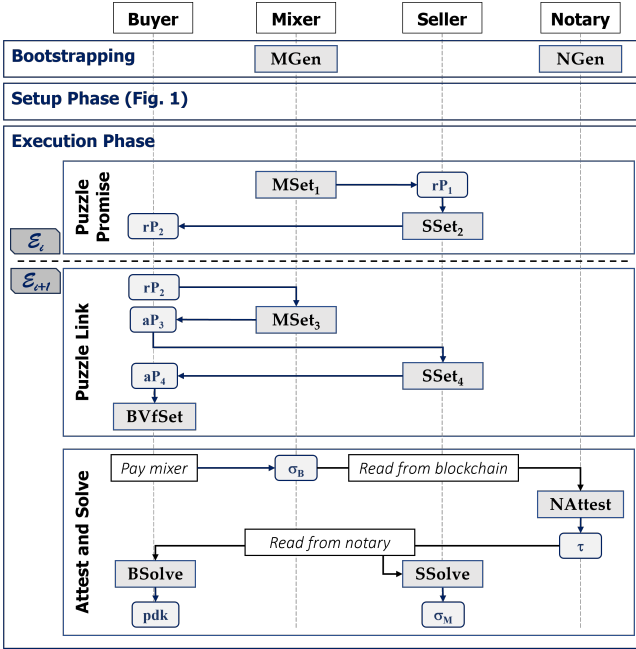 Buyer Mixer Seller Notary
Bootstrapping MGen NGen
Setup Phase (Fig. 1)
Execution Phase
Puzzle
Promise
MSet₁ rP₁
rP₂ SSet₂
ℰᵢ
ℰᵢ₊₁
Puzzle Link
rP₂
aP₃ MSet₃
aP₄ SSet₄
BVfSet
Attest and Solve
Pay mixer σ_B Read from blockchain
NAttest
Read from notary τ
BSolve SSolve
pdk σ_M